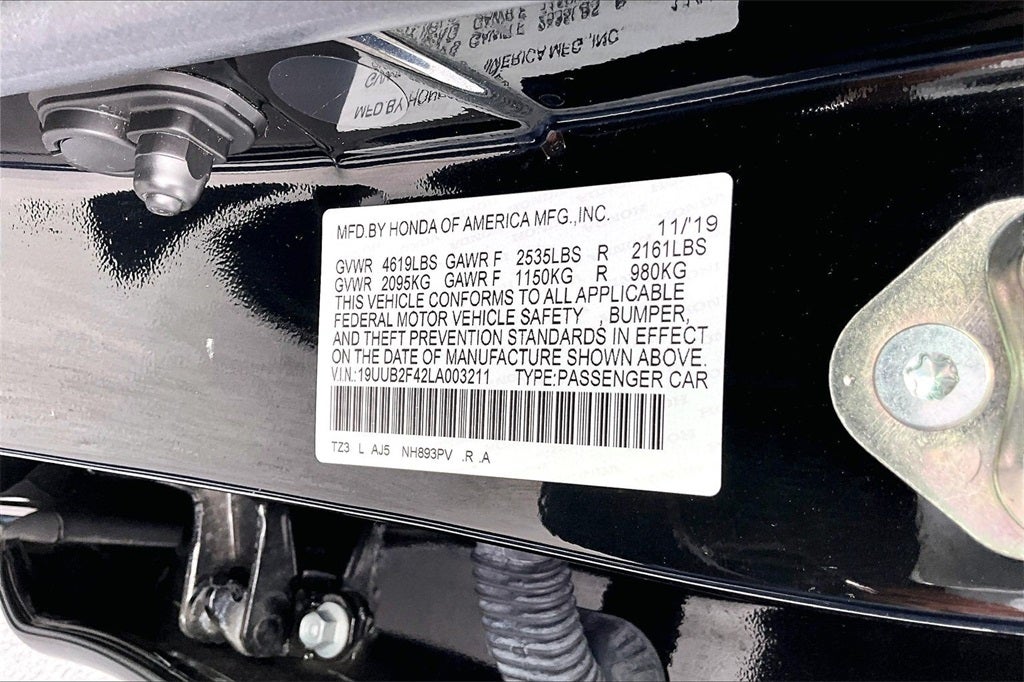 MFD.BY HONDA OF AMERICA MFG.,INC. 11/'19
GVWR 4619LBS GAWR F 2535LBS R 2161LBS
GVWR 2095KG GAWR F 1150KG R 980KG
THIS VEHICLE CONFORMS TO ALL APPLICABLE
FEDERAL MOTOR VEHICLE SAFETY , BUMPER,
AND THEFT PREVENTION STANDARDS IN EFFECT
ON THE DATE OF MANUFACTURE SHOWN ABOVE.
V.I.N.:19UUB2F42LA003211 TYPE:PASSENGER CAR
TZ3 L AJ5 NH893PV .R .A